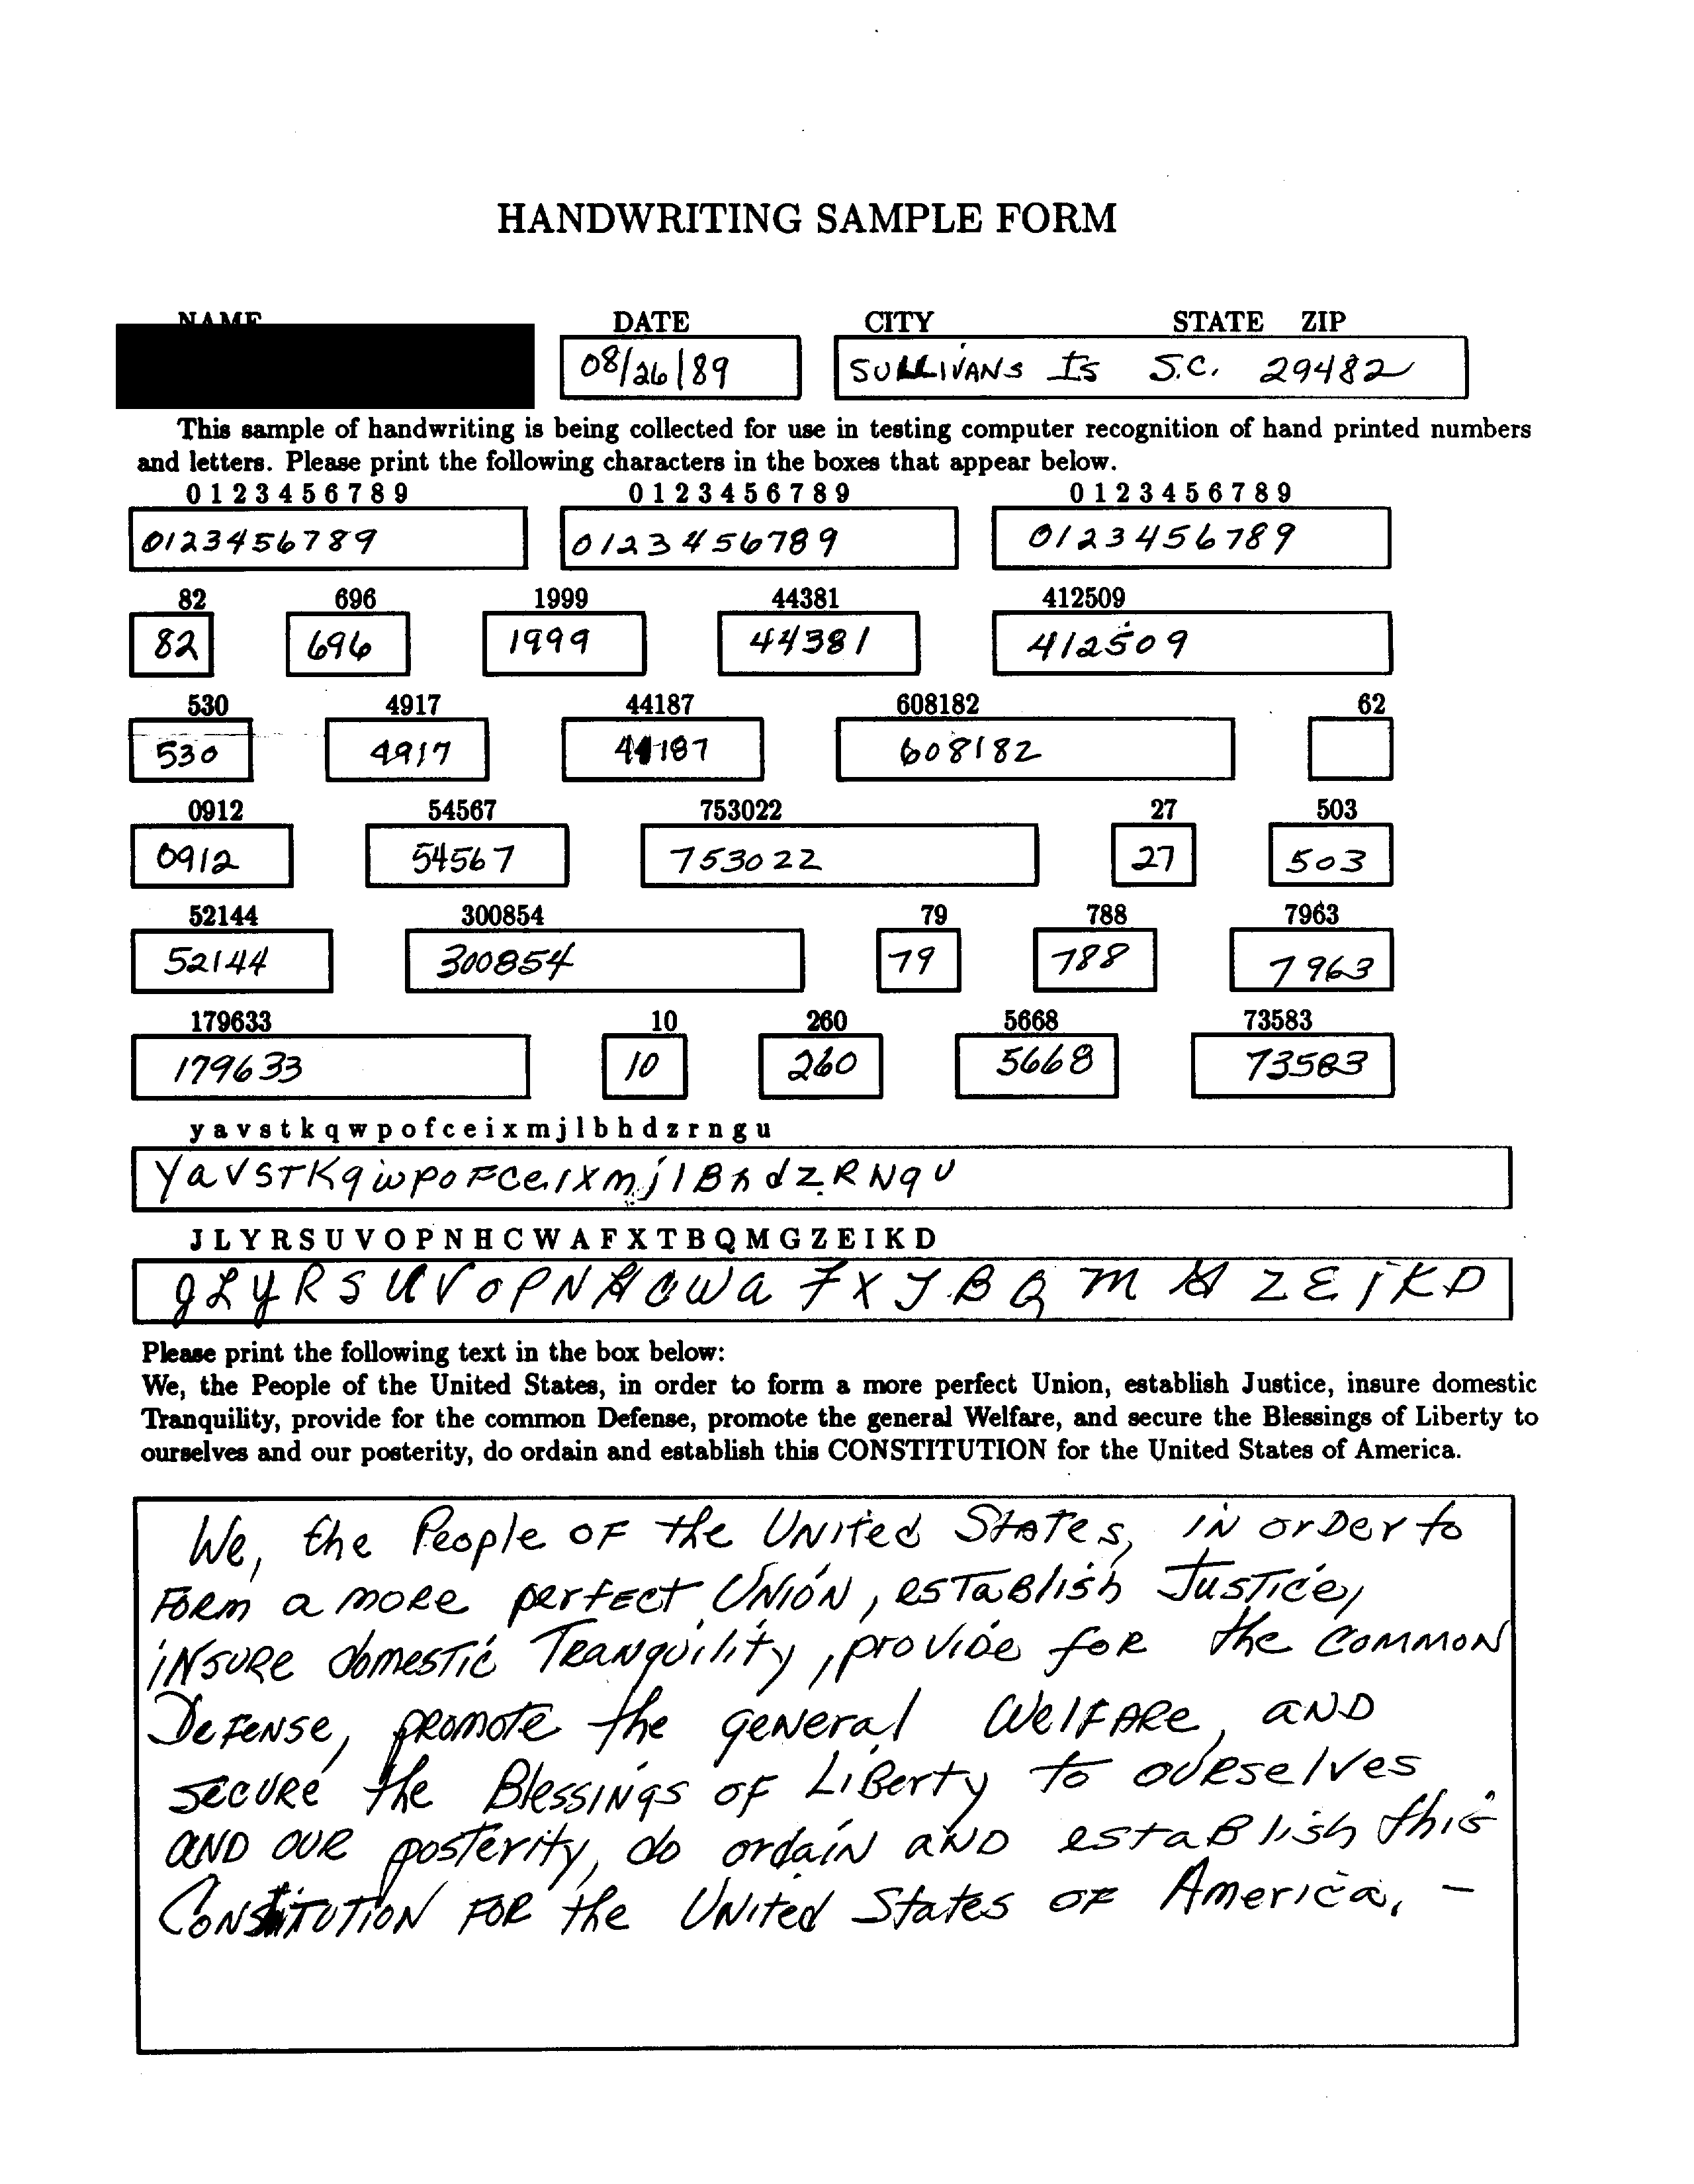 HANDWRITING SAMPLE FORM
NAME DATE CITY STATE ZIP
08/26/89 SULLIVANS IS S.C. 29482
This sample of handwriting is being collected for use in testing computer recognition of hand printed numbers
and letters. Please print the following characters in the boxes that appear below.
0 1 2 3 4 5 6 7 8 9 0 1 2 3 4 5 6 7 8 9 0 1 2 3 4 5 6 7 8 9
0123456789 0123456789 0123456789
82 696 1999 44381 412509
82 696 1999 44381 412509
530 4917 44187 608182 62
530 4917 44187 608182
0912 54567 753022 27 503
0912 54567 753022 27 503
52144 300854 79 788 7963
52144 300854 79 788 7963
179633 10 260 5668 73583
179633 10 260 5668 73583
y a v s t k q w p o f c e i x m j l b h d z r n g u
YaVSTKqwpoFCeIXmjlBhdzRNgU
J L Y R S U V O P N H C W A F X T B Q M G Z E I K D
JLYRSUVOPNHCWaFXTBQMGZEIKD
Please print the following text in the box below:
We, the People of the United States, in order to form a more perfect Union, establish Justice, insure domestic
Tranquility, provide for the common Defense, promote the general Welfare, and secure the Blessings of Liberty to
ourselves and our posterity, do ordain and establish this CONSTITUTION for the United States of America.
We, the People OF the UNITed STATes, IN orDer to
FORm a moRe perfECT UNION, esTaBlish JusTice,
iNSURe domesTic TRANquility, provide foR the COMMON
DeFeNSe, pRomoTe the geNeral WelFARe, aND
secuRe the BlessINgs oF LiBerty to ouRselves
aND OUR posTerity, do ordaiN aND estaBlish this
CoNSTITUTION FOR the UNiTed States OF America. -